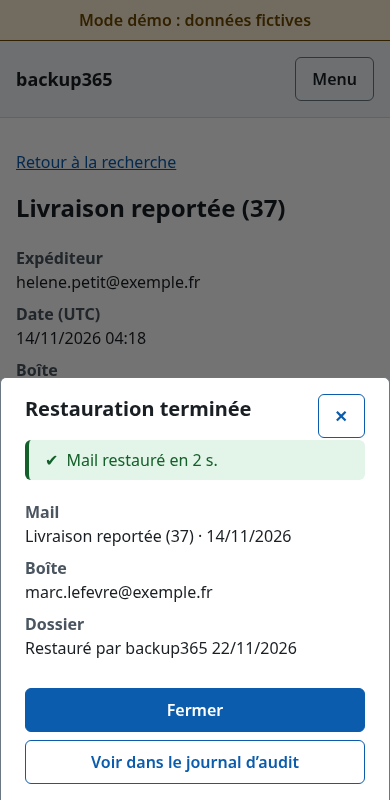 Mode démo : données fictives
backup365
Menu
Retour à la recherche
Livraison reportée (37)
Expéditeur
helene.petit@exemple.fr
Date (UTC)
14/11/2026 04:18
Boîte
Restauration terminée
×
✔ Mail restauré en 2 s.
Mail
Livraison reportée (37) · 14/11/2026
Boîte
marc.lefevre@exemple.fr
Dossier
Restauré par backup365 22/11/2026
Fermer
Voir dans le journal d’audit